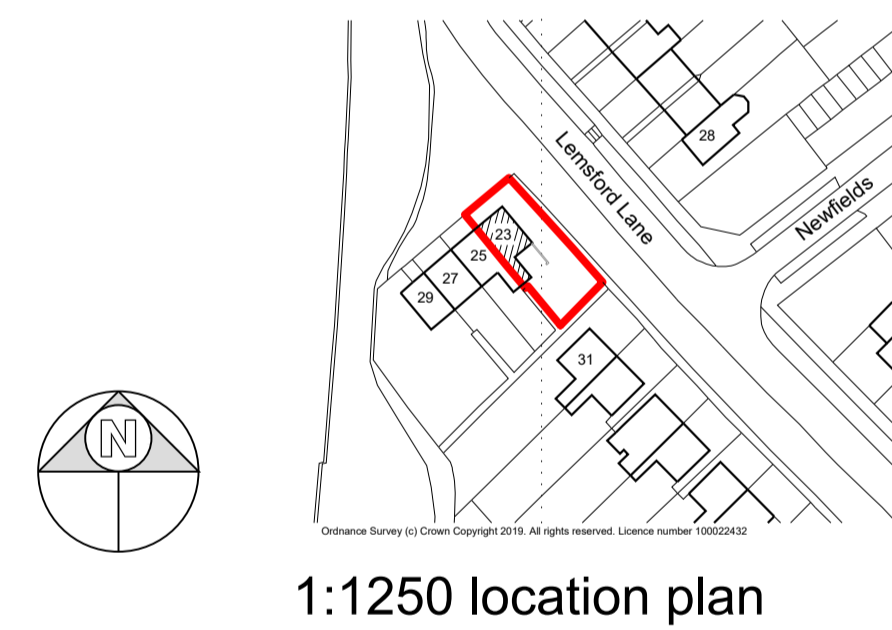 28
Lemsford Lane
Newfields
23
25
27
29
31
N
Ordnance Survey (c) Crown Copyright 2019. All rights reserved. Licence number 100022432
1:1250 location plan